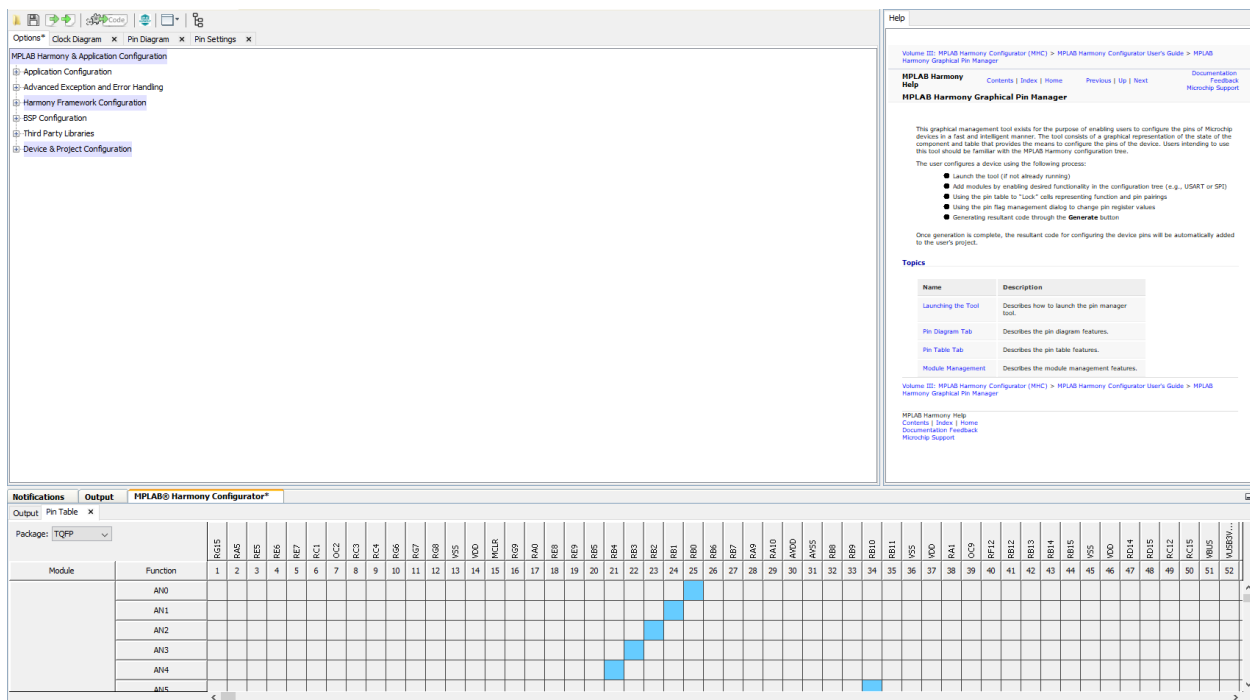 Code
Options* Clock Diagram × Pin Diagram × Pin Settings ×
MPLAB Harmony & Application Configuration
Application Configuration
Advanced Exception and Error Handling
Harmony Framework Configuration
BSP Configuration
Third Party Libraries
Device & Project Configuration
Help
Volume III: MPLAB Harmony Configurator (MHC) > MPLAB Harmony Configurator User's Guide > MPLAB
Harmony Graphical Pin Manager
MPLAB Harmony
Help
Contents | Index | Home
Previous | Up | Next
Documentation
Feedback
Microchip Support
MPLAB Harmony Graphical Pin Manager
This graphical management tool exists for the purpose of enabling users to configure the pins of Microchip
devices in a fast and intelligent manner. The tool consists of a graphical representation of the state of the
component and table that provides the means to configure the pins of the device. Users intending to use
this tool should be familiar with the MPLAB Harmony configuration tree.
The user configures a device using the following process:
● Launch the tool (if not already running)
● Add modules by enabling desired functionality in the configuration tree (e.g., USART or SPI)
● Using the pin table to "Lock" cells representing function and pin pairings
● Using the pin flag management dialog to change pin register values
● Generating resultant code through the Generate button
Once generation is complete, the resultant code for configuring the device pins will be automatically added
to the user's project.
Topics
Name Description
Launching the Tool Describes how to launch the pin manager
tool.
Pin Diagram Tab Describes the pin diagram features.
Pin Table Tab Describes the pin table features.
Module Management Describes the module management features.
Volume III: MPLAB Harmony Configurator (MHC) > MPLAB Harmony Configurator User's Guide > MPLAB
Harmony Graphical Pin Manager
MPLAB Harmony Help
Contents | Index | Home
Documentation Feedback
Microchip Support
Notifications Output MPLAB® Harmony Configurator*
Output Pin Table ×
Package: TQFP
RG15 RA5 RE5 RE6 RE7 RC1 OC2 RC3 RC4 RG6 RG7 RG8 VSS VDD MCLR RG9 RA0 RE8 RE9 RB5 RB4 RB3 RB2 RB1 RB0 RB6 RB7 RA9 RA10 AVDD AVSS RB8 RB9 RB10 RB11 VSS VDD RA1 OC9 RF12 RB12 RB13 RB14 RB15 VSS VDD RD14 RD15 RC12 RC15 VBUS VUSB3V...
Module Function 1 2 3 4 5 6 7 8 9 10 11 12 13 14 15 16 17 18 19 20 21 22 23 24 25 26 27 28 29 30 31 32 33 34 35 36 37 38 39 40 41 42 43 44 45 46 47 48 49 50 51 52
AN0
AN1
AN2
AN3
AN4
AN5